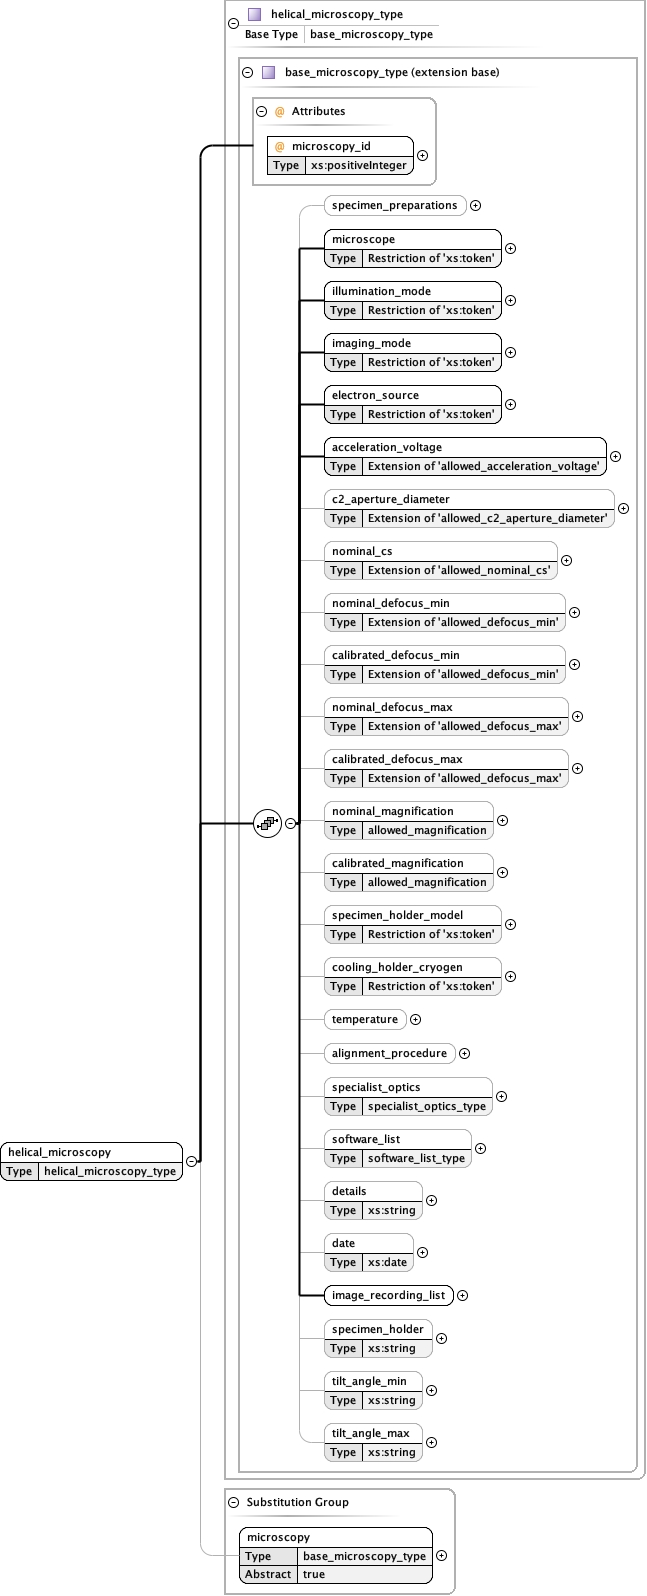 helical_microscopy_type
Base Type base_microscopy_type
base_microscopy_type (extension base)
@ Attributes
@ microscopy_id
Type xs:positiveInteger
specimen_preparations
microscope
Type Restriction of 'xs:token'
illumination_mode
Type Restriction of 'xs:token'
imaging_mode
Type Restriction of 'xs:token'
electron_source
Type Restriction of 'xs:token'
acceleration_voltage
Type Extension of 'allowed_acceleration_voltage'
c2_aperture_diameter
Type Extension of 'allowed_c2_aperture_diameter'
nominal_cs
Type Extension of 'allowed_nominal_cs'
nominal_defocus_min
Type Extension of 'allowed_defocus_min'
calibrated_defocus_min
Type Extension of 'allowed_defocus_min'
nominal_defocus_max
Type Extension of 'allowed_defocus_max'
calibrated_defocus_max
Type Extension of 'allowed_defocus_max'
nominal_magnification
Type allowed_magnification
calibrated_magnification
Type allowed_magnification
specimen_holder_model
Type Restriction of 'xs:token'
cooling_holder_cryogen
Type Restriction of 'xs:token'
temperature
alignment_procedure
specialist_optics
Type specialist_optics_type
software_list
Type software_list_type
helical_microscopy
Type helical_microscopy_type
details
Type xs:string
date
Type xs:date
image_recording_list
specimen_holder
Type xs:string
tilt_angle_min
Type xs:string
tilt_angle_max
Type xs:string
Substitution Group
microscopy
Type base_microscopy_type
Abstract true